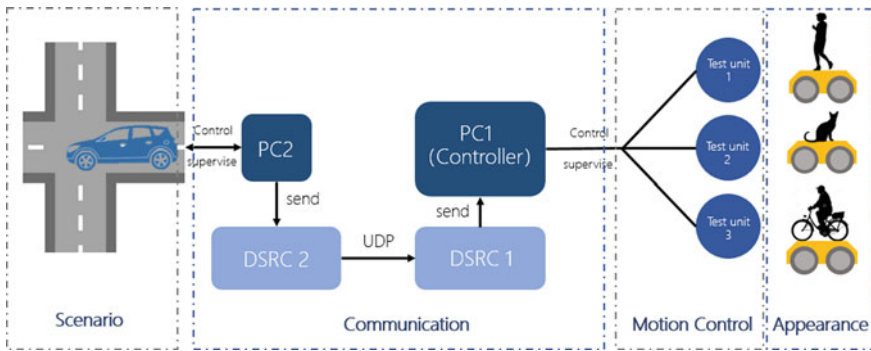 Control
supervise
PC2
send
DSRC 2
UDP
DSRC 1
send
PC1
(Controller)
Control
supervise
Test unit
1
Test unit
2
Test unit
3
Scenario
Communication
Motion Control
Appearance